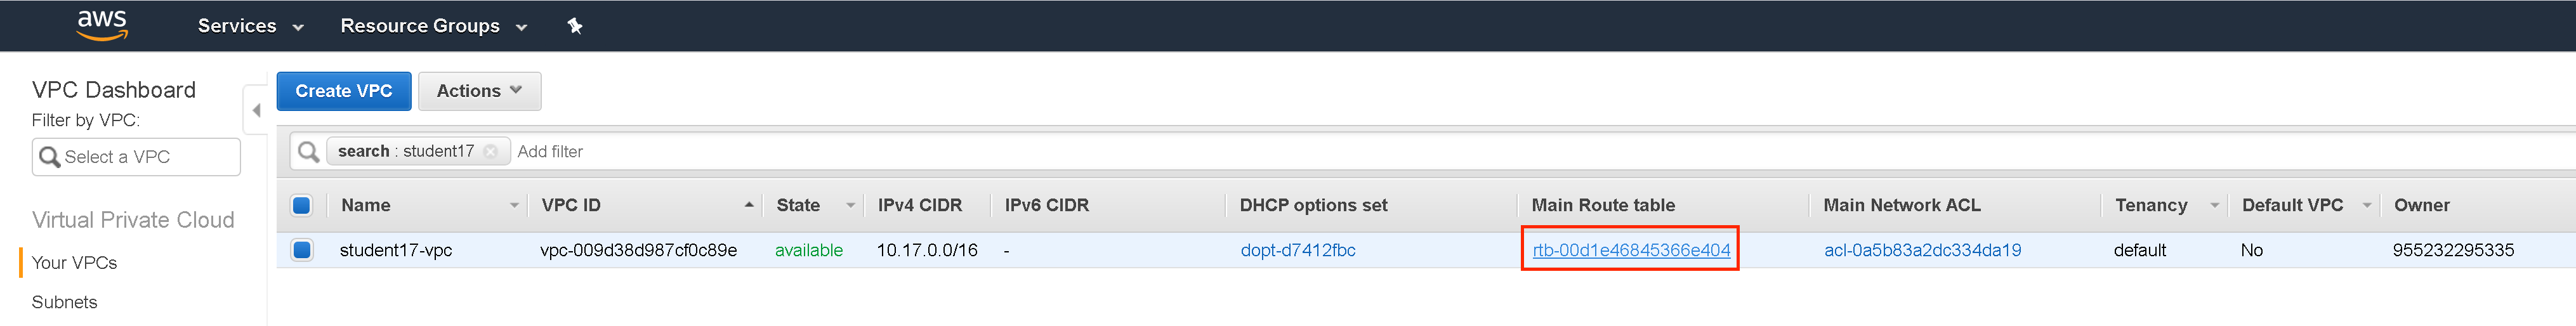 aws Services Resource Groups
VPC Dashboard
Filter by VPC:
Select a VPC
Virtual Private Cloud
Your VPCs
Subnets
Create VPC Actions
search : student17 Add filter
Name VPC ID State IPv4 CIDR IPv6 CIDR DHCP options set Main Route table Main Network ACL Tenancy Default VPC Owner
student17-vpc vpc-009d38d987cf0c89e available 10.17.0.0/16 - dopt-d7412fbc rtb-00d1e46845366e404 acl-0a5b83a2dc334da19 default No 955232295335